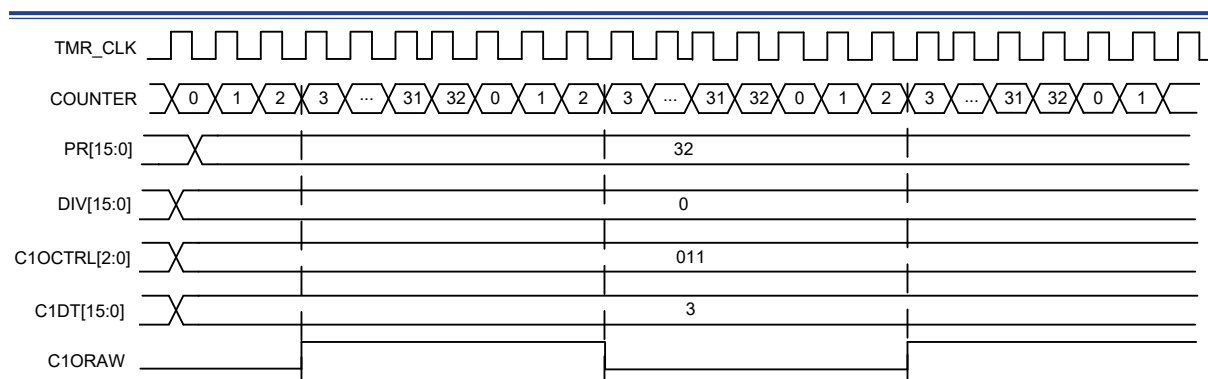 TMR_CLK
COUNTER 0 1 2 3 ... 31 32 0 1 2 3 ... 31 32 0 1 2 3 ... 31 32 0 1
PR[15:0] 32
DIV[15:0] 0
C1OCTRL[2:0] 011
C1DT[15:0] 3
C1ORAW